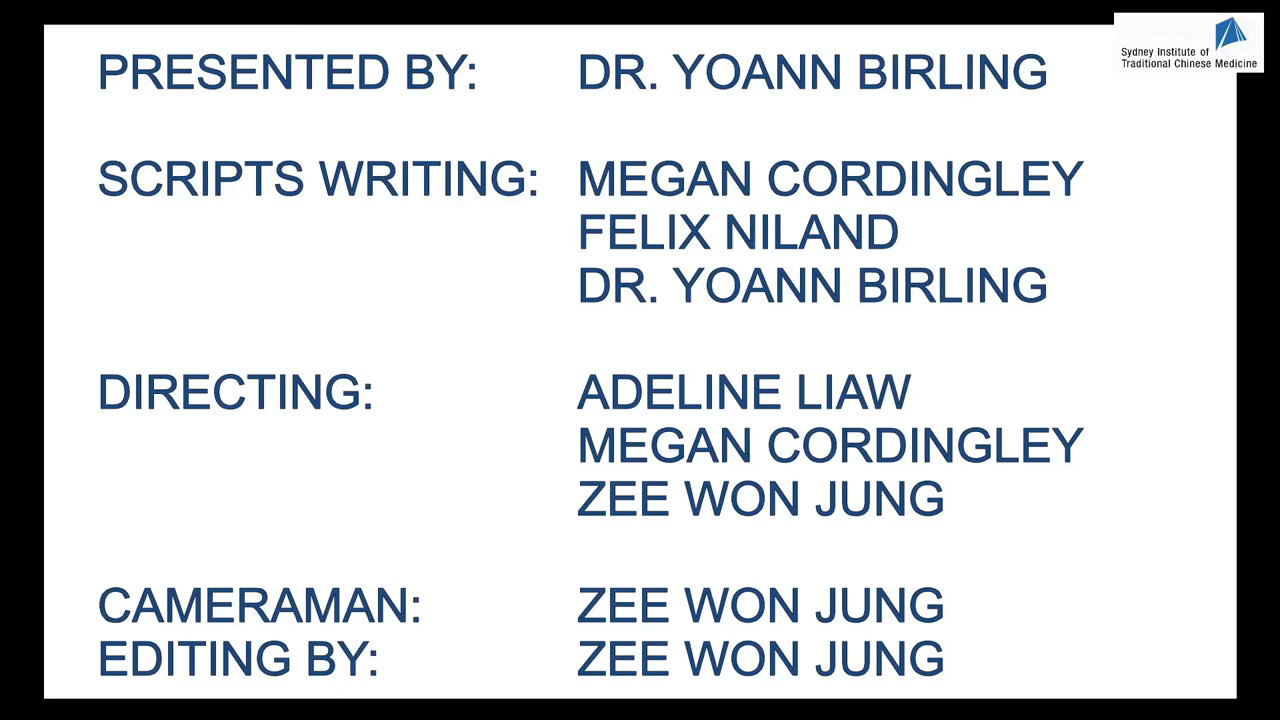 Sydney Institute of
Traditional Chinese Medicine
PRESENTED BY: DR. YOANN BIRLING
SCRIPTS WRITING: MEGAN CORDINGLEY
FELIX NILAND
DR. YOANN BIRLING
DIRECTING: ADELINE LIAW
MEGAN CORDINGLEY
ZEE WON JUNG
CAMERAMAN: ZEE WON JUNG
EDITING BY: ZEE WON JUNG